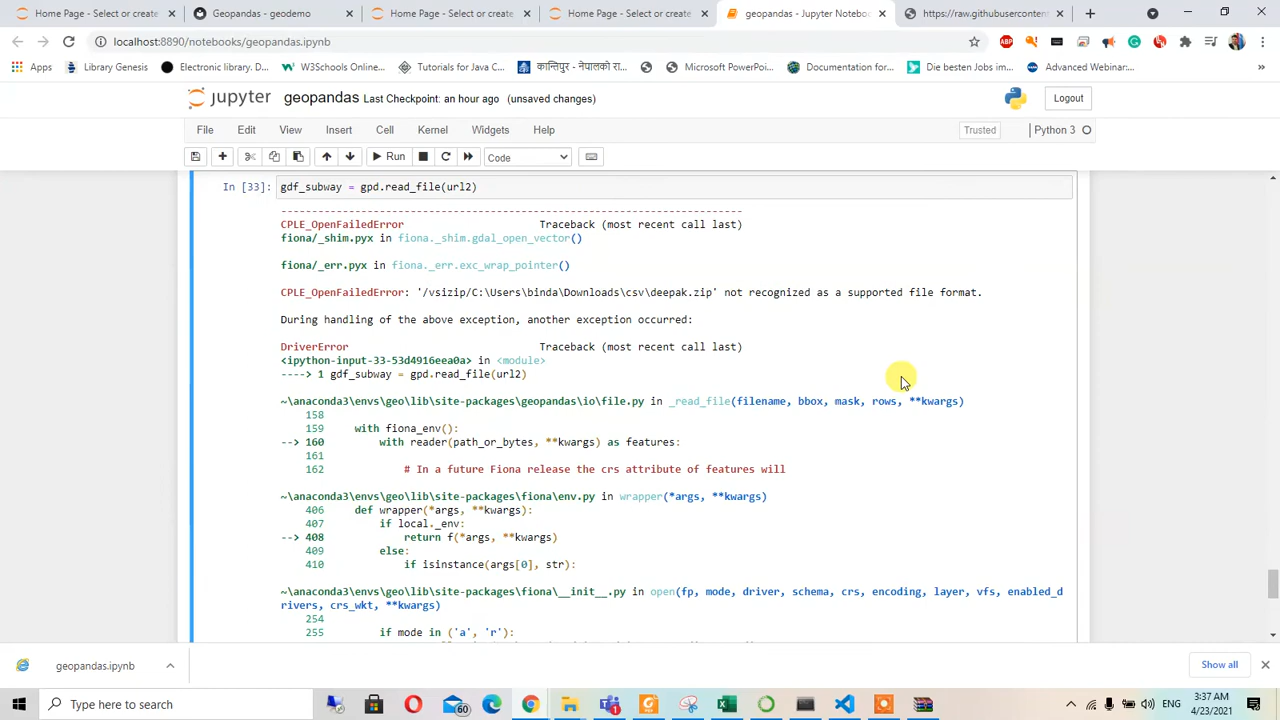 Home Page - Select or create Ganapandas - geodemo Home Page - Select or create Home Page - Select or create geopandas - Jupyter Noteboo https://raw.githubuserconten
localhost:8890/notebooks/geopandas.ipynb
Apps Library Genesis Electronic library. D... W3Schools Online... Tutorials for Java C... कान्तिपुर - नेपालको रा... Microsoft PowerPo... Documentation for... Die besten Jobs im... Advanced Webinar:... »
jupyter geopandas Last Checkpoint: an hour ago (unsaved changes) Logout
File Edit View Insert Cell Kernel Widgets Help Trusted Python 3
Run Code
In [33]: gdf_subway = gpd.read_file(url2)
---------------------------------------------------------------------------
CPLE_OpenFailedError Traceback (most recent call last)
fiona/_shim.pyx in fiona._shim.gdal_open_vector()
fiona/_err.pyx in fiona._err.exc_wrap_pointer()
CPLE_OpenFailedError: '/vsizip/C:\Users\binda\Downloads\csv\deepak.zip' not recognized as a supported file format.
During handling of the above exception, another exception occurred:
DriverError Traceback (most recent call last)
<ipython-input-33-53d4916eea0a> in <module>
----> 1 gdf_subway = gpd.read_file(url2)
~\anaconda3\envs\geo\lib\site-packages\geopandas\io\file.py in _read_file(filename, bbox, mask, rows, **kwargs)
158
159 with fiona_env():
--> 160 with reader(path_or_bytes, **kwargs) as features:
161
162 # In a future Fiona release the crs attribute of features will
~\anaconda3\envs\geo\lib\site-packages\fiona\env.py in wrapper(*args, **kwargs)
406 def wrapper(*args, **kwargs):
407 if local._env:
--> 408 return f(*args, **kwargs)
409 else:
410 if isinstance(args[0], str):
~\anaconda3\envs\geo\lib\site-packages\fiona\__init__.py in open(fp, mode, driver, schema, crs, encoding, layer, vfs, enabled_d
rivers, crs_wkt, **kwargs)
254
255 if mode in ('a', 'r'):
geopandas.ipynb Show all
Type here to search 60 ENG 3:37 AM
4/23/2021